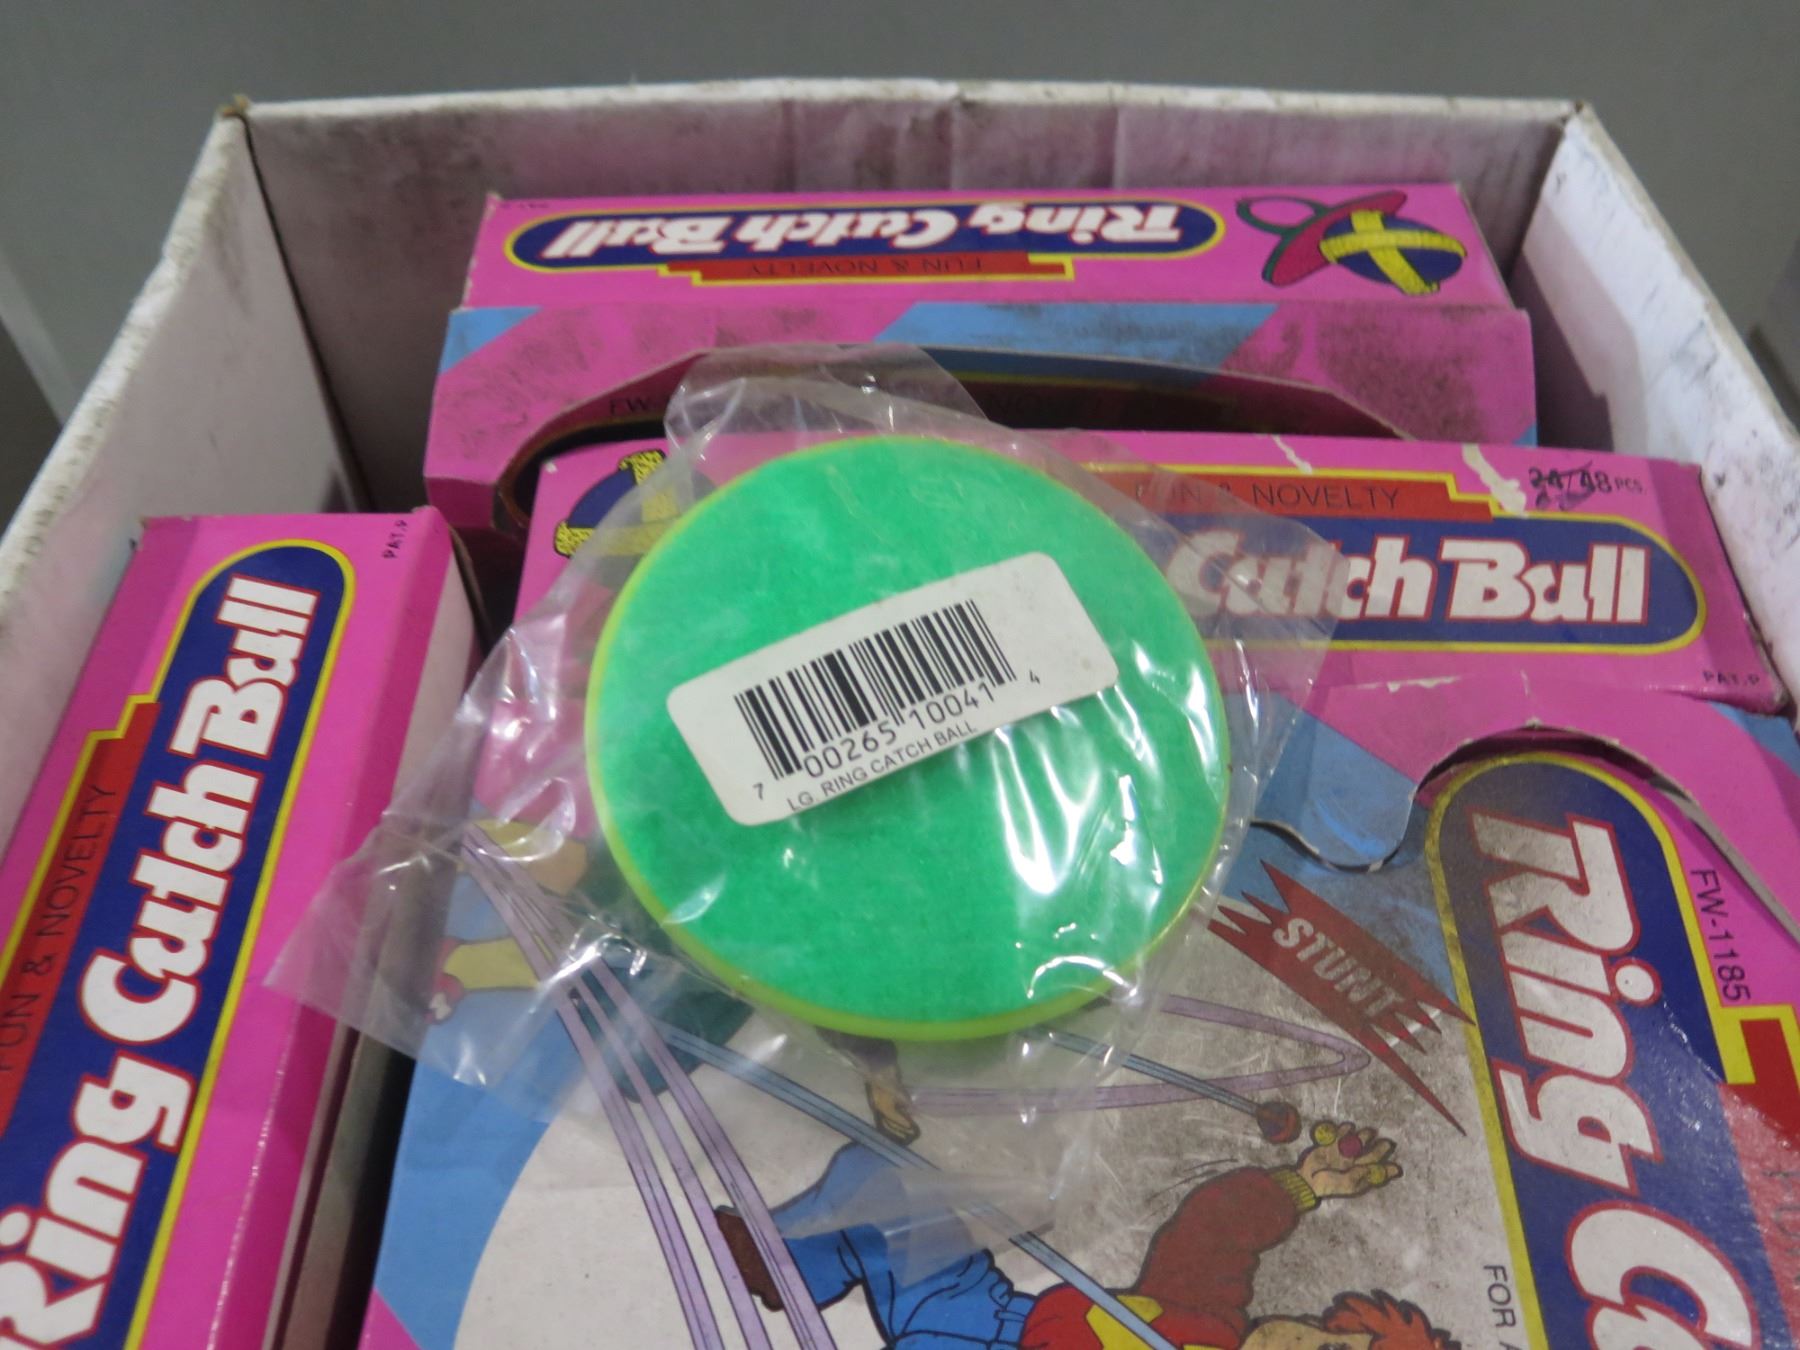 Ring Catch Ball
FUN & NOVELTY
FW-
NOVEL
FUN & NOVELTY
24/48 PCS.
Catch Ball
PAT.P
PAT.P
Ring Catch Ball
FUN & NOVELTY
7 00265 10041 4
LG. RING CATCH BALL
STUNT
Ring C
FW-1185
FOR A